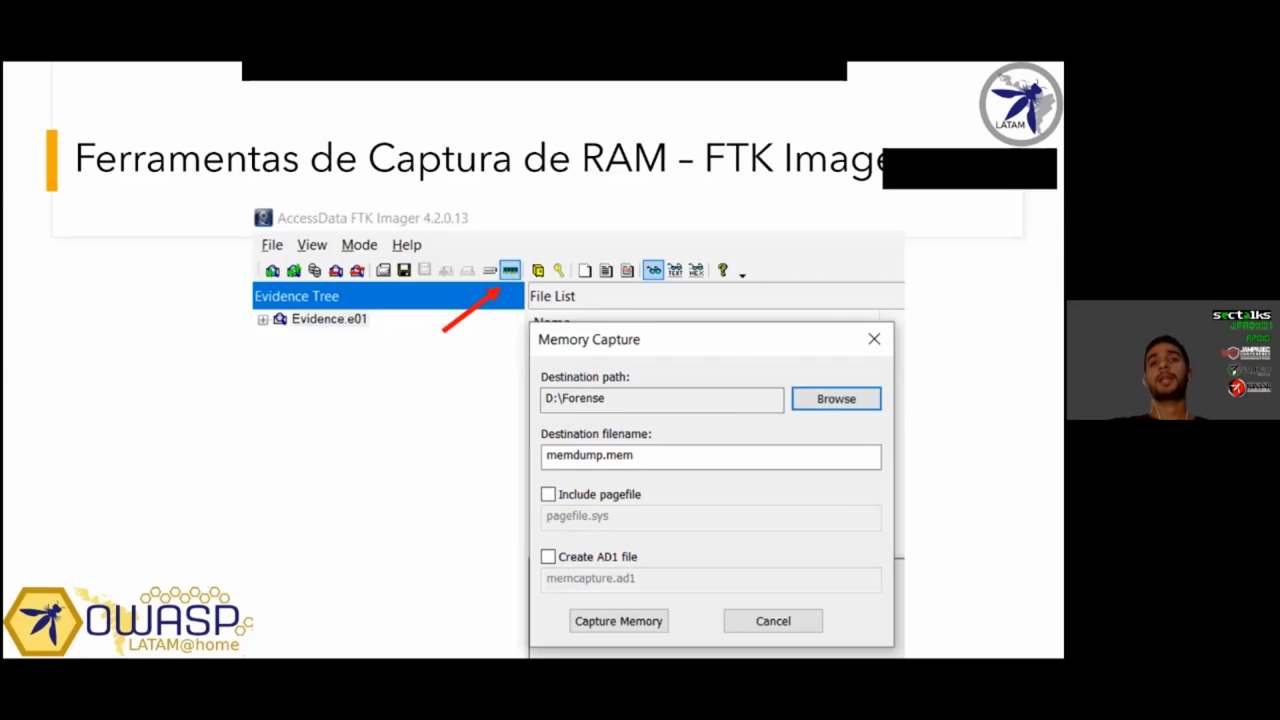 LATAM
Ferramentas de Captura de RAM – FTK Image
AccessData FTK Imager 4.2.0.13
File View Mode Help
Evidence Tree
File List
Evidence.e01
Name
Memory Capture
Destination path:
D:\Forense
Browse
Destination filename:
memdump.mem
Include pagefile
pagefile.sys
Create AD1 file
memcapture.ad1
Capture Memory
Cancel
OWASP
LATAM@home
sectalks